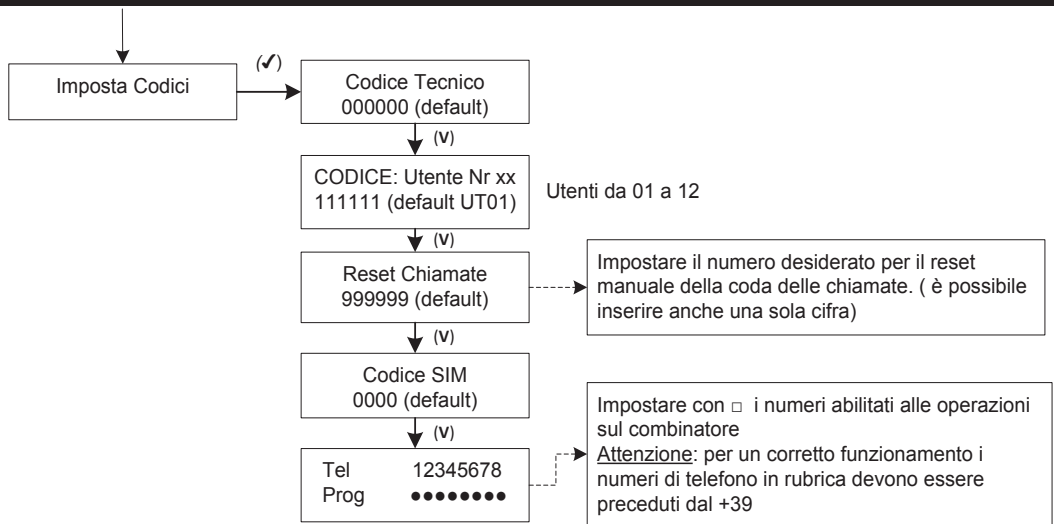 (✔)
Imposta Codici
Codice Tecnico
000000 (default)
(V)
CODICE: Utente Nr xx
111111 (default UT01)
Utenti da 01 a 12
(V)
Reset Chiamate
999999 (default)
Impostare il numero desiderato per il reset
manuale della coda delle chiamate. ( è possibile
inserire anche una sola cifra)
(V)
Codice SIM
0000 (default)
(V)
Impostare con □ i numeri abilitati alle operazioni
sul combinatore
Attenzione: per un corretto funzionamento i
numeri di telefono in rubrica devono essere
preceduti dal +39
Tel 12345678
Prog ●●●●●●●●